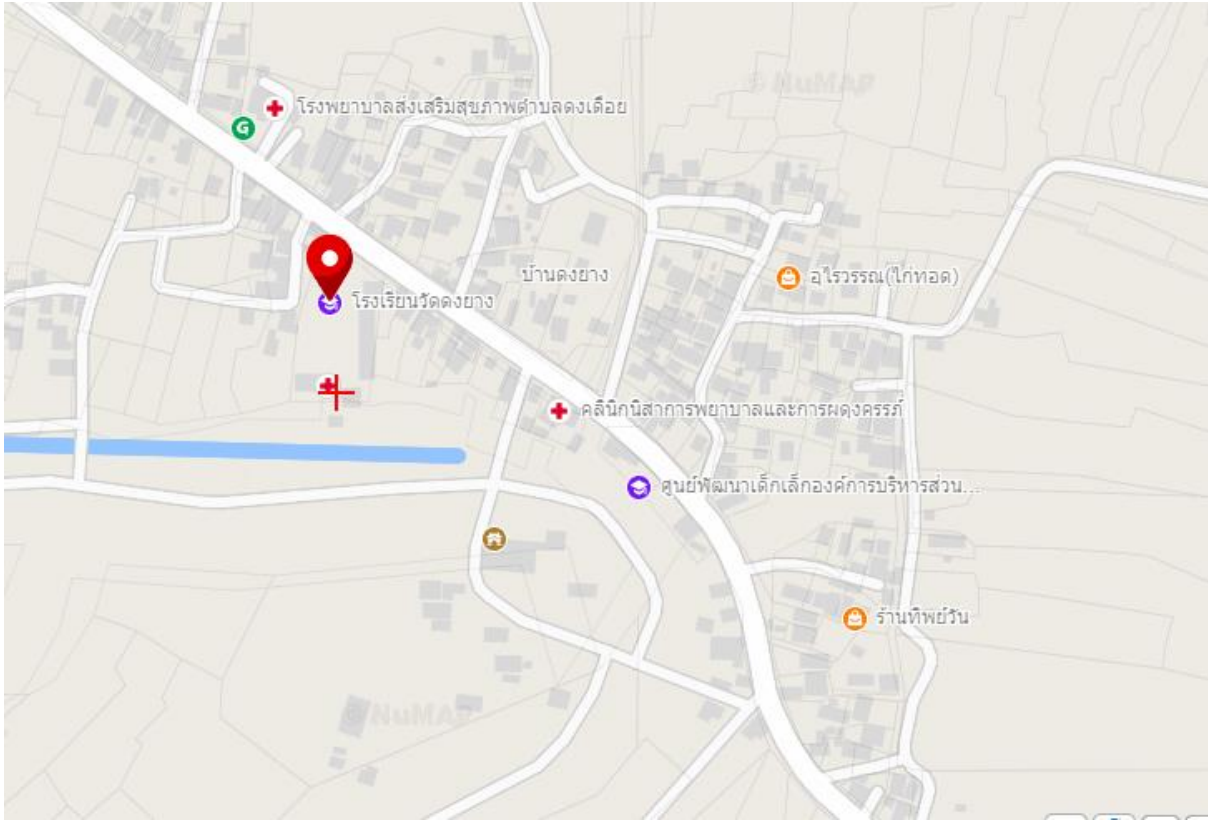 © NuMAP
โรงพยาบาลส่งเสริมสุขภาพตำบลดงเดือย
G
บ้านดงยาง
อุไรวรรณ(ไก่ทอด)
โรงเรียนวัดดงยาง
คลินิกนิสาการพยาบาลและการผดุงครรภ์
ศูนย์พัฒนาเด็กเล็กองค์การบริหารส่วน...
ร้านทิพย์วัน
© NuMAP